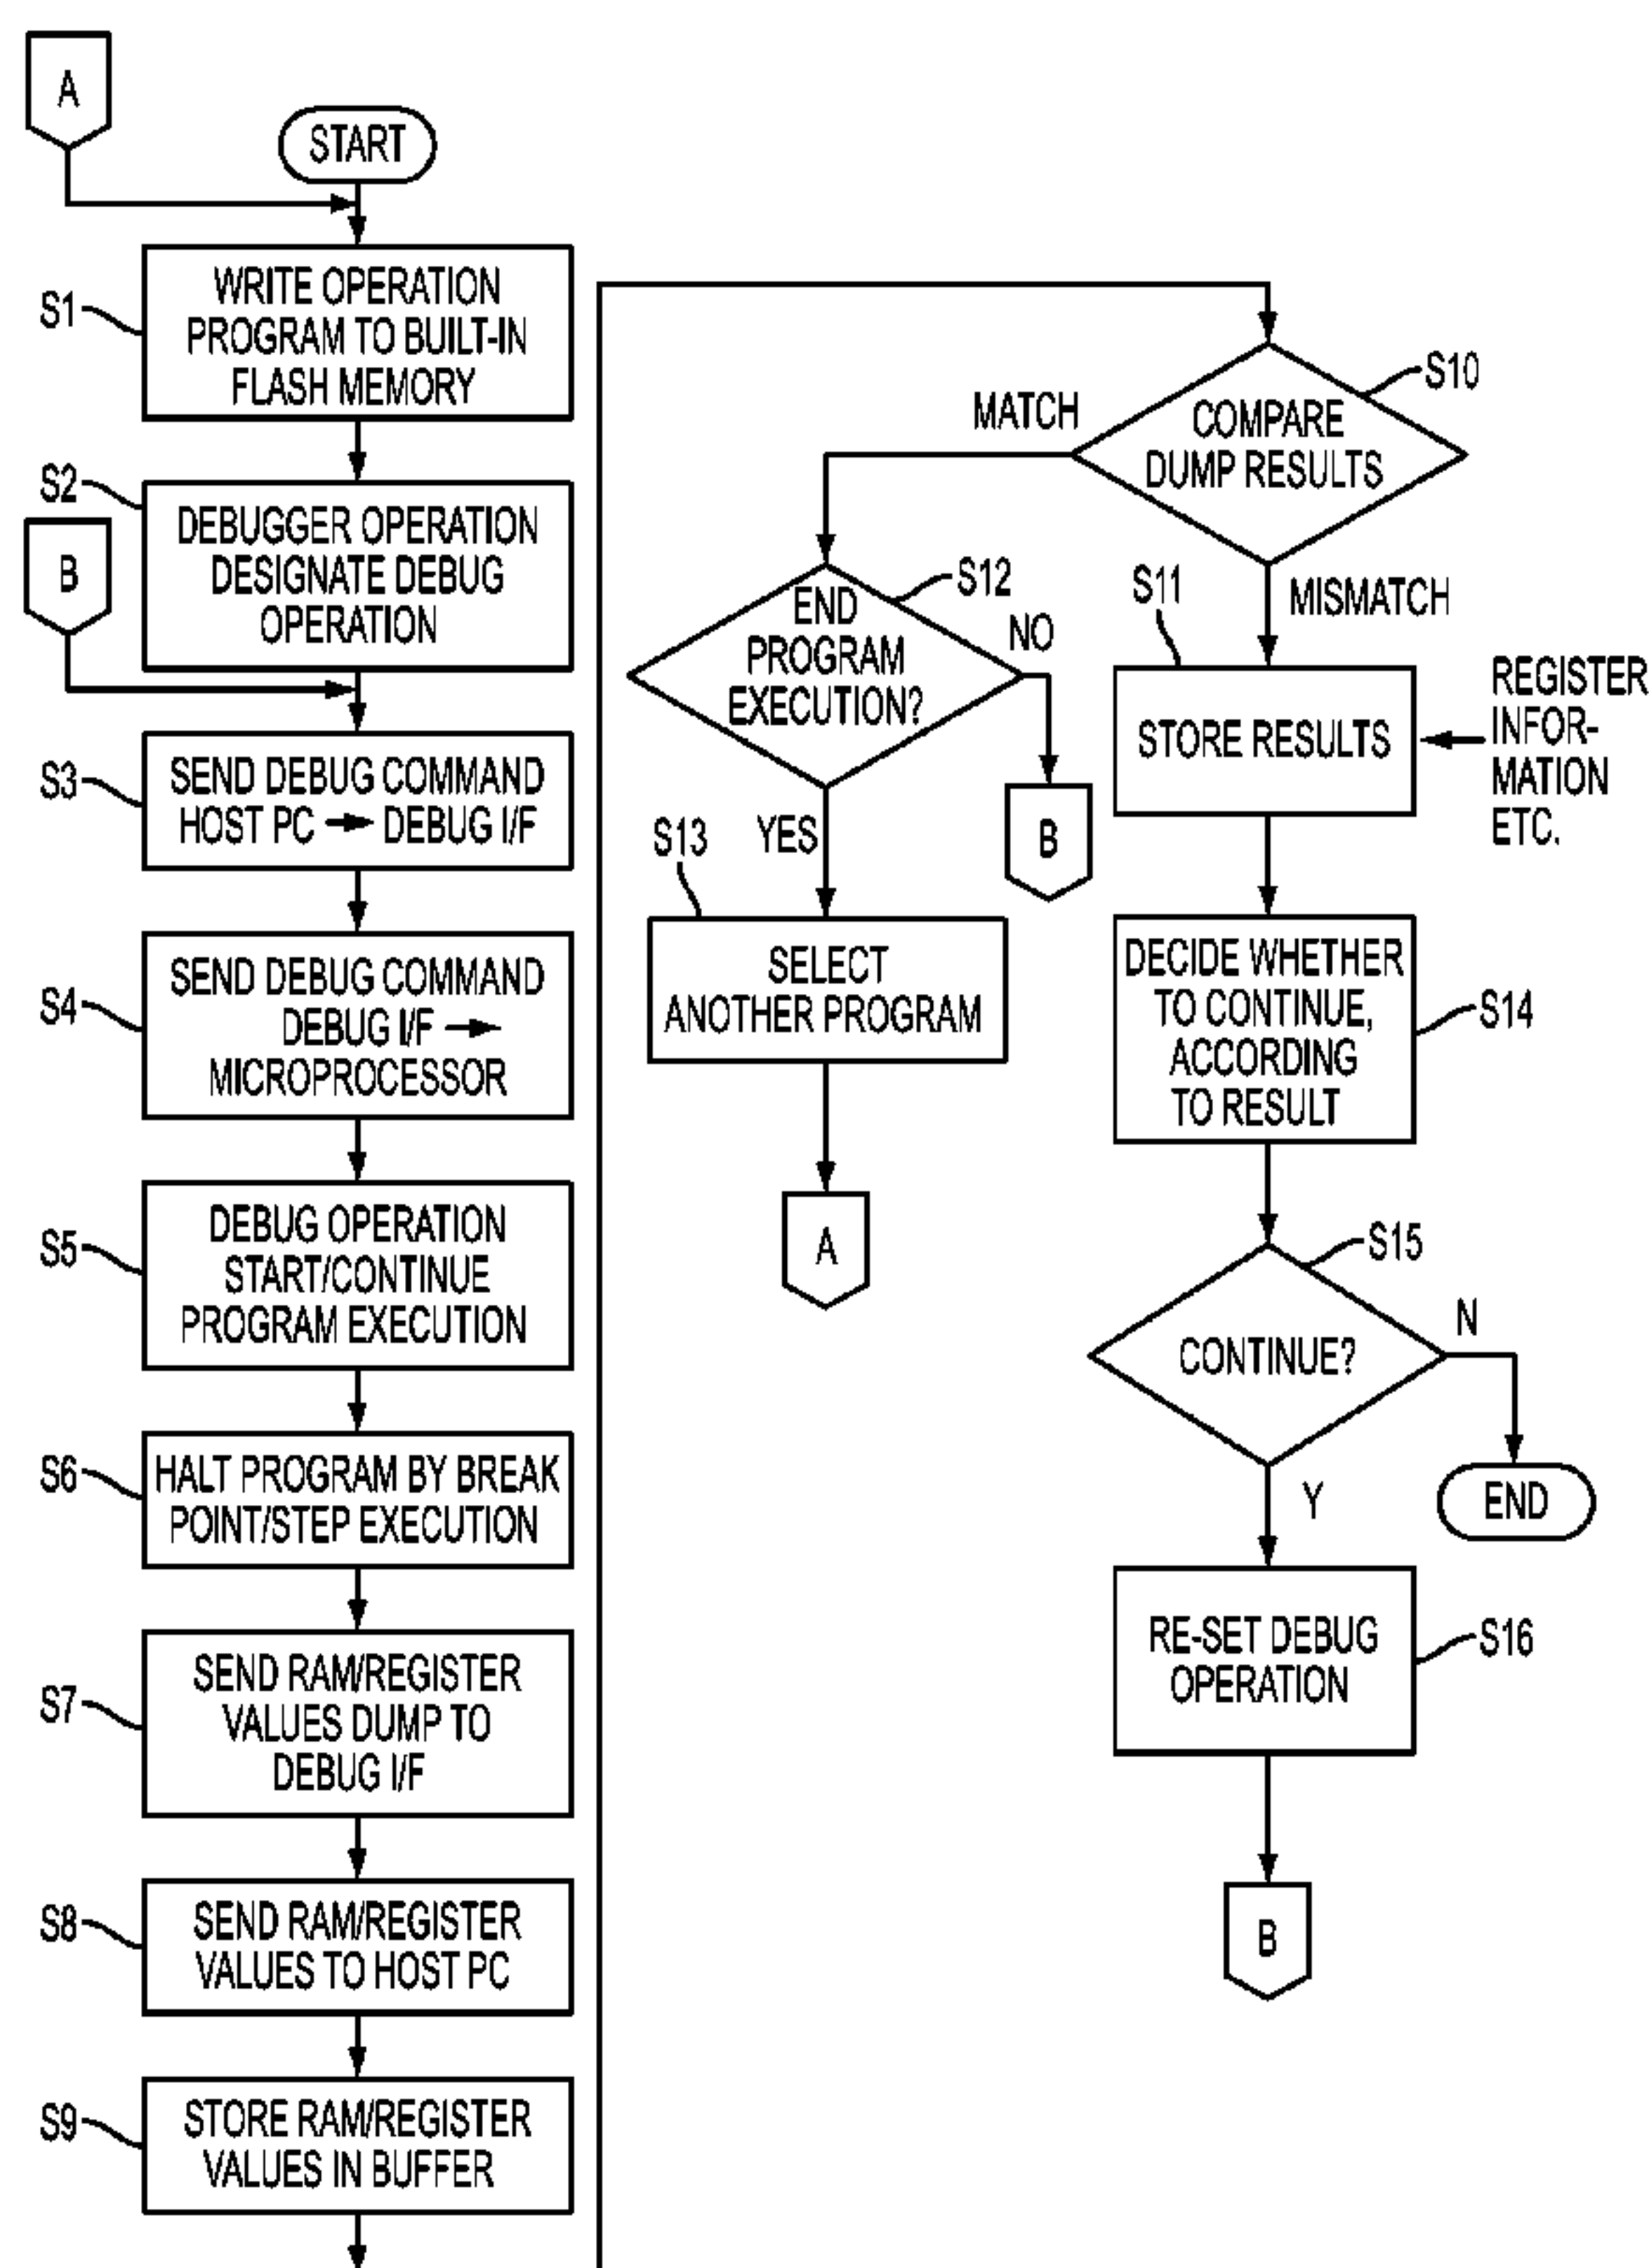 A
START
S1
WRITE OPERATION
PROGRAM TO BUILT-IN
FLASH MEMORY
S2
DEBUGGER OPERATION
DESIGNATE DEBUG
OPERATION
B
S3
SEND DEBUG COMMAND
HOST PC → DEBUG I/F
S4
SEND DEBUG COMMAND
DEBUG I/F →
MICROPROCESSOR
S5
DEBUG OPERATION
START/CONTINUE
PROGRAM EXECUTION
S6
HALT PROGRAM BY BREAK
POINT/STEP EXECUTION
S7
SEND RAM/REGISTER
VALUES DUMP TO
DEBUG I/F
S8
SEND RAM/REGISTER
VALUES TO HOST PC
S9
STORE RAM/REGISTER
VALUES IN BUFFER
S10
COMPARE
DUMP RESULTS
MATCH
MISMATCH
S12
END
PROGRAM
EXECUTION?
NO
B
YES
S13
SELECT
ANOTHER PROGRAM
A
S11
STORE RESULTS
REGISTER
INFOR-
MATION
ETC.
S14
DECIDE WHETHER
TO CONTINUE,
ACCORDING
TO RESULT
S15
CONTINUE?
N
END
Y
S16
RE-SET DEBUG
OPERATION
B